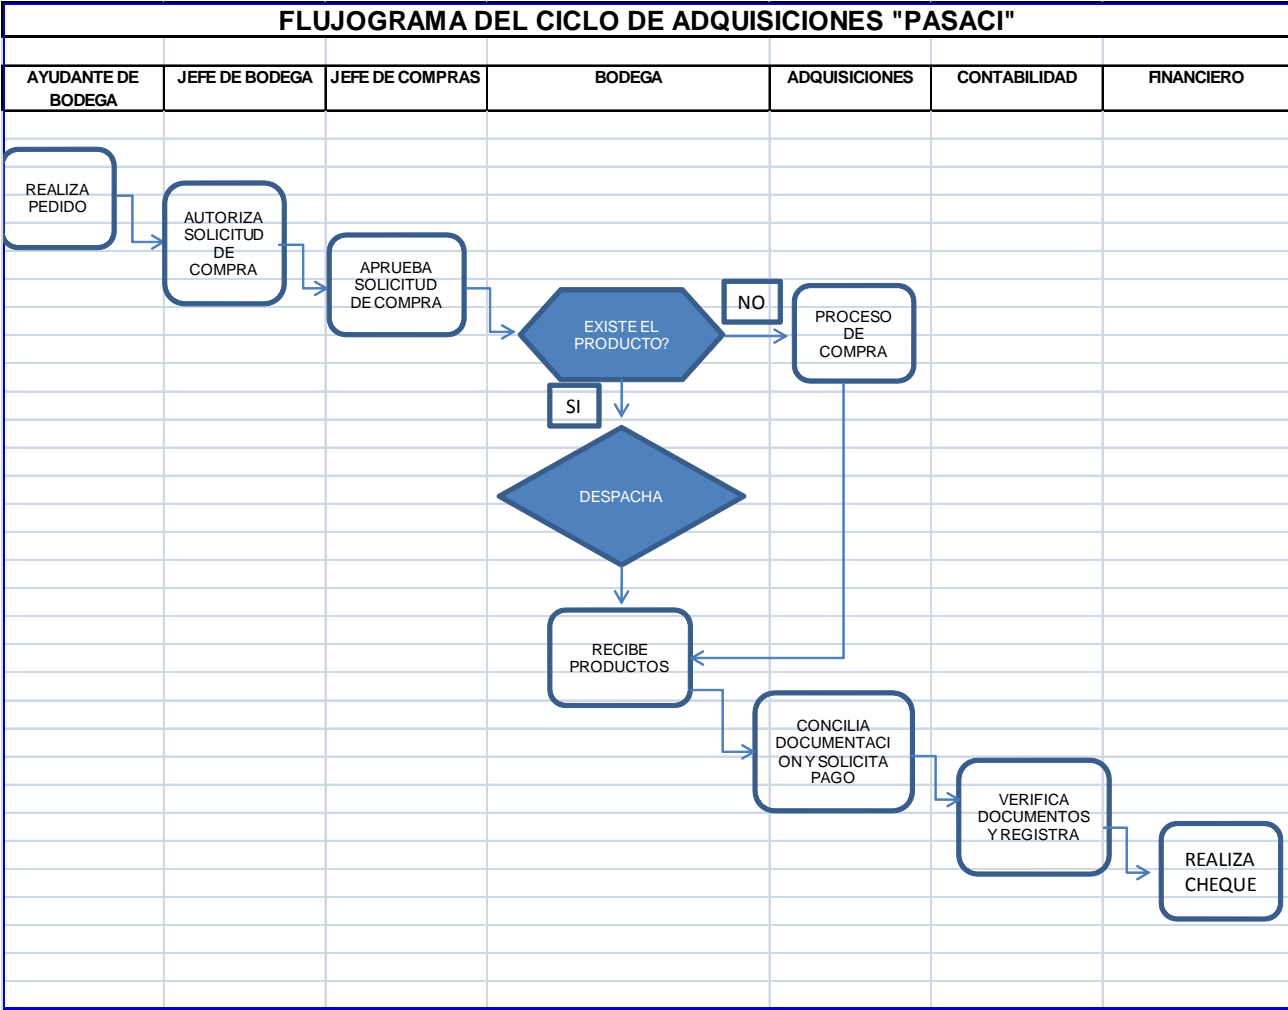 FLUJOGRAMA DEL CICLO DE ADQUISICIONES "PASACI"
AYUDANTE DE
BODEGA
JEFE DE BODEGA
JEFE DE COMPRAS
BODEGA
ADQUISICIONES
CONTABILIDAD
FINANCIERO
REALIZA
PEDIDO
AUTORIZA
SOLICITUD
DE
COMPRA
APRUEBA
SOLICITUD
DE COMPRA
EXISTE EL
PRODUCTO?
NO
PROCESO
DE
COMPRA
SI
DESPACHA
RECIBE
PRODUCTOS
CONCILIA
DOCUMENTACI
ON Y SOLICITA
PAGO
VERIFICA
DOCUMENTOS
Y REGISTRA
REALIZA
CHEQUE